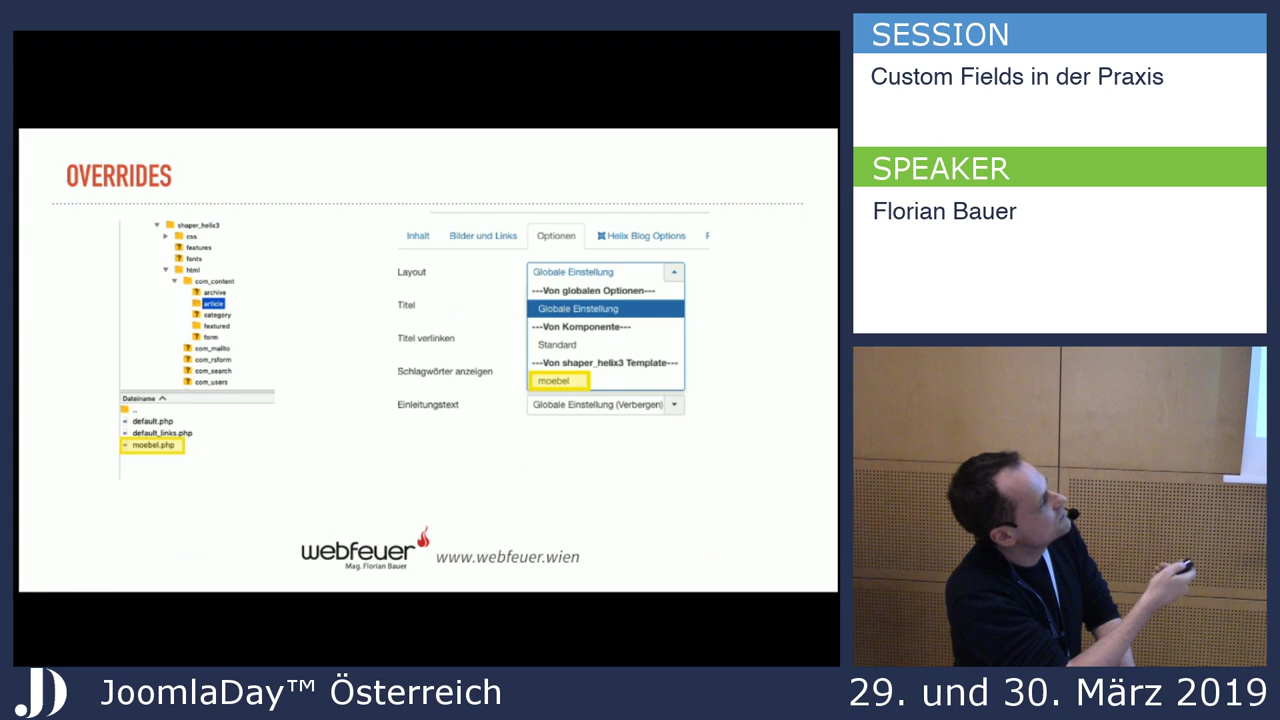 SESSION
Custom Fields in der Praxis
SPEAKER
Florian Bauer
OVERRIDES
shaper_helix3
css
features
fonts
html
com_content
archive
article
category
featured
form
com_mailto
com_rsform
com_search
com_users
Dateiname
..
default.php
default_links.php
moebel.php
Inhalt Bilder und Links Optionen Helix Blog Options
Layout Globale Einstellung
---Von globalen Optionen---
Titel Globale Einstellung
---Von Komponente---
Titel verlinken Standard
---Von shaper_helix3 Template---
Schlagwörter anzeigen moebel
Einleitungstext Globale Einstellung (Verbergen)
webfeuer www.webfeuer.wien
Mag. Florian Bauer
JoomlaDay™ Österreich 29. und 30. März 2019